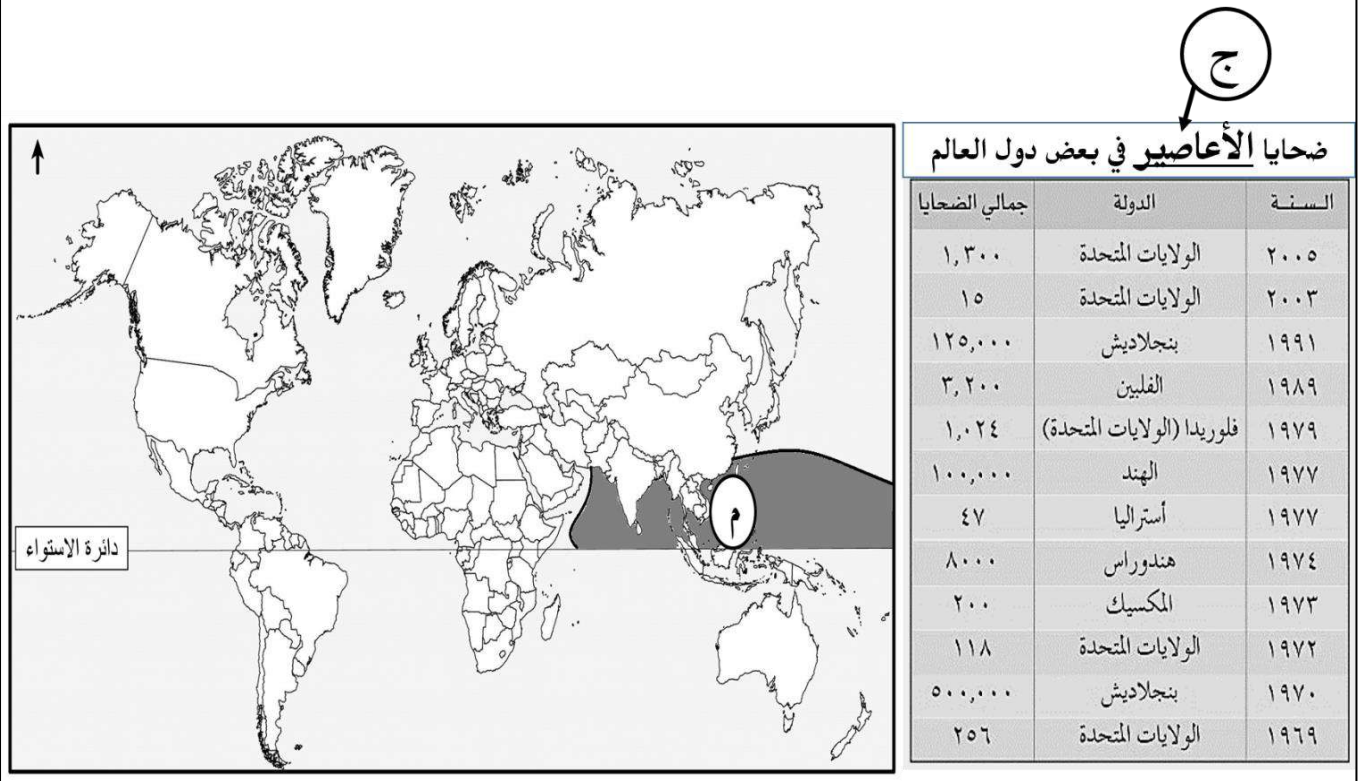 ج
ضحايا الأعاصير في بعض دول العالم
السنة الدولة جمالي الضحايا
٢٠٠٥ الولايات المتحدة ١,٣٠٠
٢٠٠٣ الولايات المتحدة ١٥
١٩٩١ بنجلاديش ١٢٥,٠٠٠
١٩٨٩ الفلبين ٣,٢٠٠
١٩٧٩ فلوريدا (الولايات المتحدة) ١,٠٢٤
١٩٧٧ الهند ١٠٠,٠٠٠
١٩٧٧ أستراليا ٤٧
١٩٧٤ هندوراس ٨٠٠٠
١٩٧٣ المكسيك ٢٠٠
١٩٧٢ الولايات المتحدة ١١٨
١٩٧٠ بنجلاديش ٥٠٠,٠٠٠
١٩٦٩ الولايات المتحدة ٢٥٦
م
دائرة الاستواء